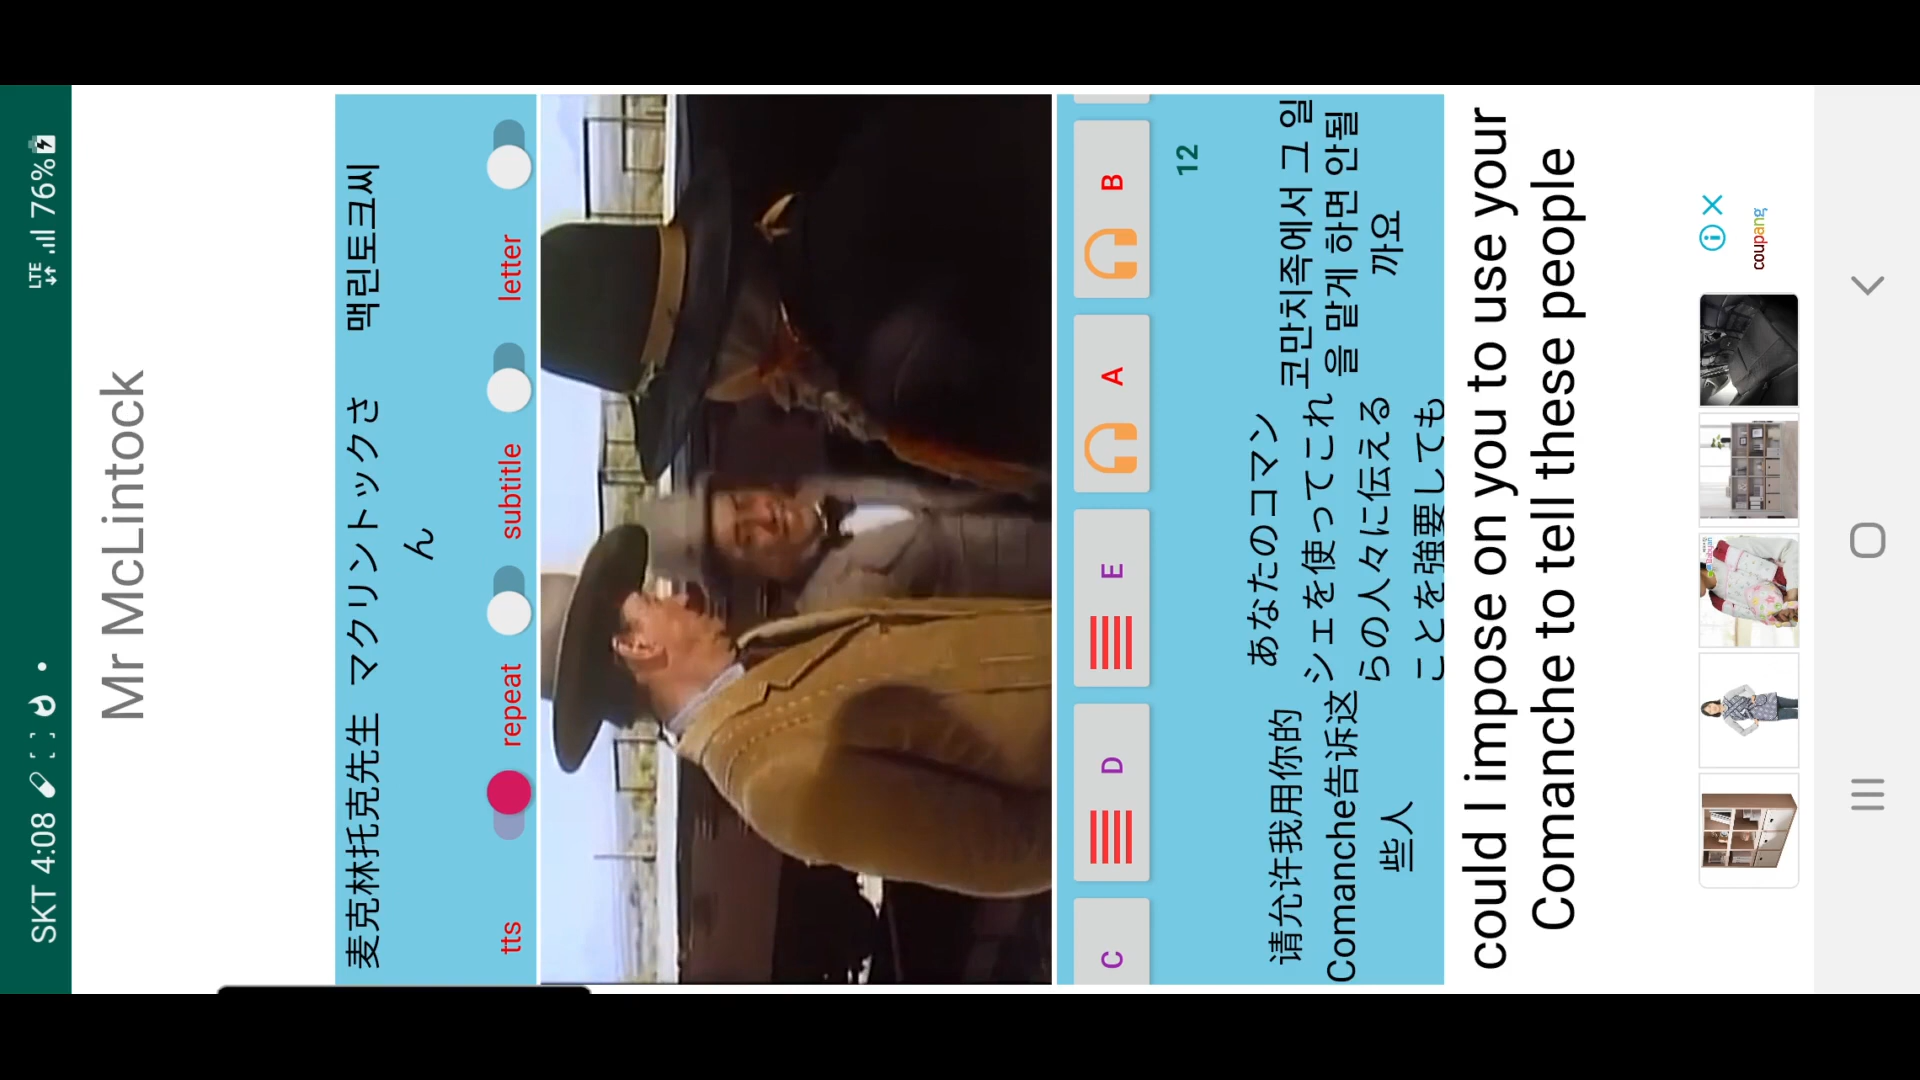 SKT 4:08
LTE
76%
Mr McLintock
麦克林托克先生
マクリントックさ
ん
맥린토크씨
tts
repeat
subtitle
letter
C
D
E
A
B
12
请允许我用你的
Comanche告诉这
些人
あなたのコマン
シェを使ってこれ
らの人々に伝える
ことを強要しても
코만치족에서 그 일
을 맡게 하면 안될
까요
could I impose on you to use your
Comanche to tell these people
coupang